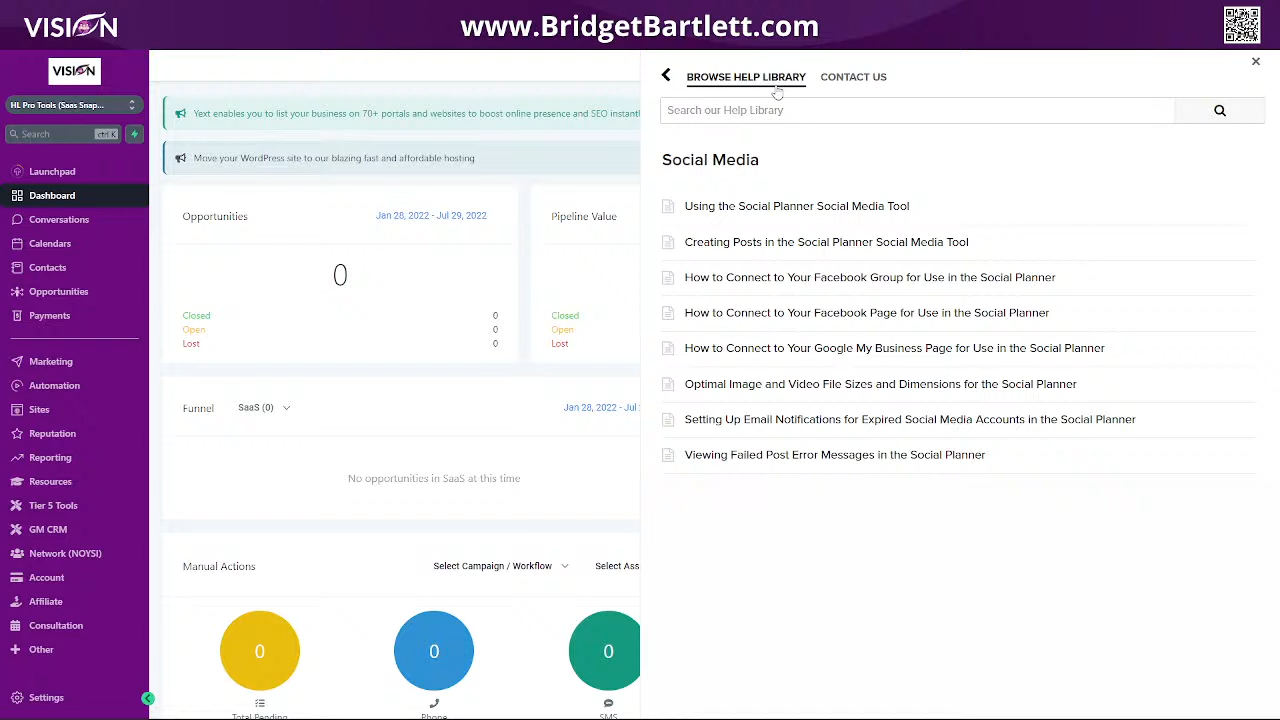 VISION
www.BridgetBartlett.com
VISION
HL Pro Tools (Saas Snap...
Search
ctrl K
Launchpad
Dashboard
Conversations
Calendars
Contacts
Opportunities
Payments
Marketing
Automation
Sites
Reputation
Reporting
Resources
Tier 5 Tools
GM CRM
Network (NOYSI)
Account
Affiliate
Consultation
Other
Settings
Yext enables you to list your business on 70+ portals and websites to boost online presence and SEO instantl
Move your WordPress site to our blazing fast and affordable hosting
Opportunities
Jan 28, 2022 - Jul 29, 2022
0
Closed 0
Open 0
Lost 0
Pipeline Value
Closed
Open
Lost
Funnel
SaaS (0)
Jan 28, 2022 - Jul
No opportunities in SaaS at this time
Manual Actions
Select Campaign / Workflow
Select Ass
0
0
0
Total Pending
Phone
SMS
BROWSE HELP LIBRARY
CONTACT US
Search our Help Library
Social Media
Using the Social Planner Social Media Tool
Creating Posts in the Social Planner Social Media Tool
How to Connect to Your Facebook Group for Use in the Social Planner
How to Connect to Your Facebook Page for Use in the Social Planner
How to Connect to Your Google My Business Page for Use in the Social Planner
Optimal Image and Video File Sizes and Dimensions for the Social Planner
Setting Up Email Notifications for Expired Social Media Accounts in the Social Planner
Viewing Failed Post Error Messages in the Social Planner